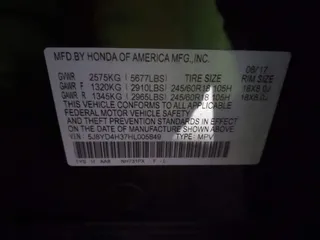 MFD BY HONDA OF AMERICA MFG., INC. 08/17
GVWR 2575KG 5677LBS TIRE SIZE RIM SIZE
GAWR F 1320KG 2910LBS 245/60R18 105H 18X8.0J
GAWR R 1345KG 2965LBS 245/60R18 105H 18X8.0J
THIS VEHICLE CONFORMS TO ALL APPLICABLE
FEDERAL MOTOR VEHICLE
SAFETY AND THEFT PREVENTION STANDARDS IN
EFFECT ON THE DATE OF MANUFACTURE SHOWN ABOVE.
TYPE: MPV